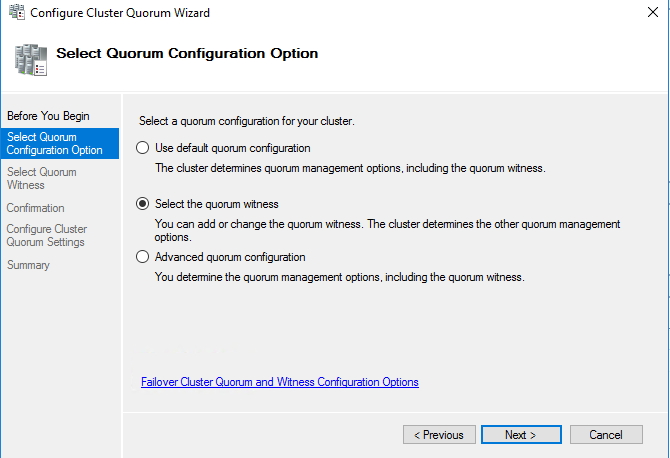 Configure Cluster Quorum Wizard
Select Quorum Configuration Option
Before You Begin
Select Quorum
Configuration Option
Select Quorum
Witness
Confirmation
Configure Cluster
Quorum Settings
Summary
Select a quorum configuration for your cluster.
Use default quorum configuration
The cluster determines quorum management options, including the quorum witness.
Select the quorum witness
You can add or change the quorum witness. The cluster determines the other quorum management
options.
Advanced quorum configuration
You determine the quorum management options, including the quorum witness.
Failover Cluster Quorum and Witness Configuration Options
< Previous
Next >
Cancel